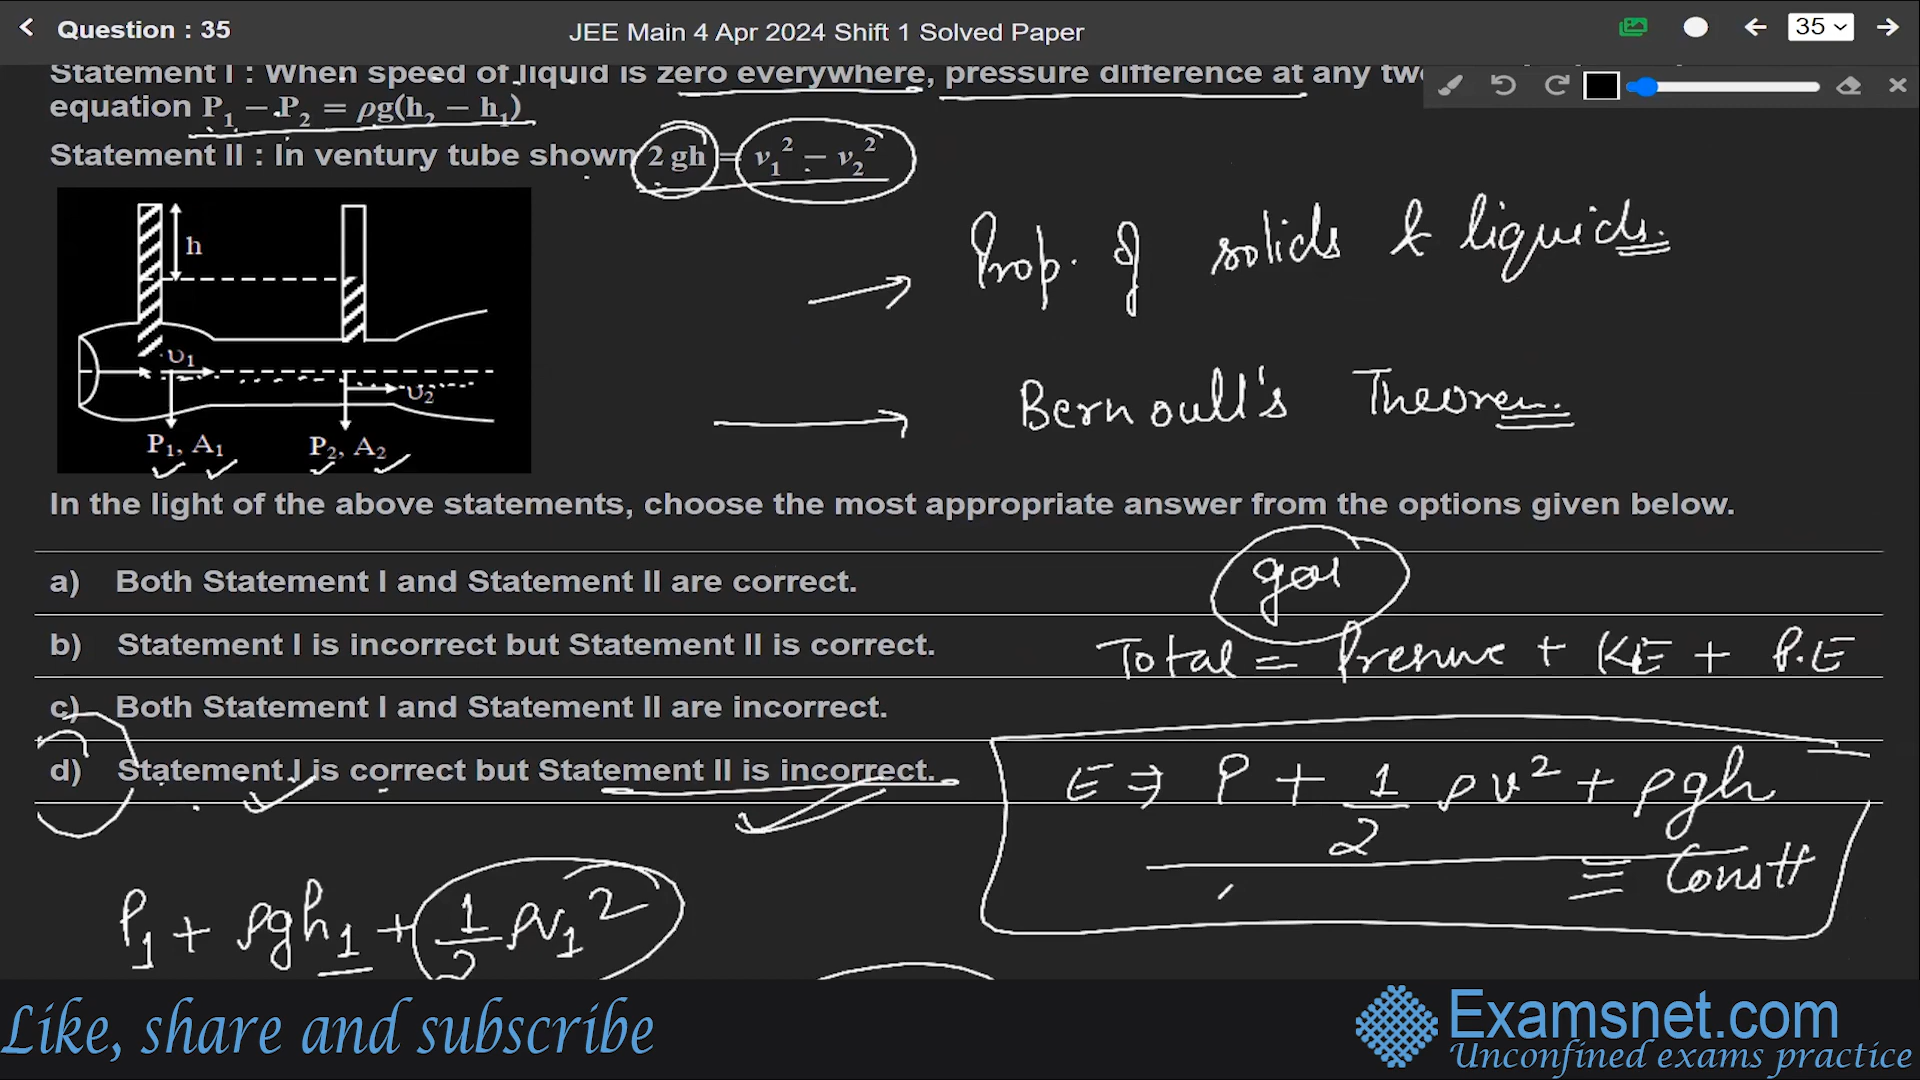 Question : 35
JEE Main 4 Apr 2024 Shift 1 Solved Paper
35
Statement I : When speed of liquid is zero everywhere, pressure difference at any two
equation P₁ − P₂ = ρg(h₂ − h₁)
Statement II : In ventury tube shown 2 gh = v₁² − v₂²
h
υ1
υ2
P1, A1
P2, A2
Prop. of solids & liquids.
Bernoull's Theorem.
In the light of the above statements, choose the most appropriate answer from the options given below.
a) Both Statement I and Statement II are correct.
b) Statement I is incorrect but Statement II is correct.
c) Both Statement I and Statement II are incorrect.
d) Statement I is correct but Statement II is incorrect.
Total = Pressure + KE + P.E
E ⇒ P + 1/2 ρv² + ρgh
= Constt
P1 + ρgh1 + 1/2 ρv1²
Like, share and subscribe
Examsnet.com
Unconfined exams practice